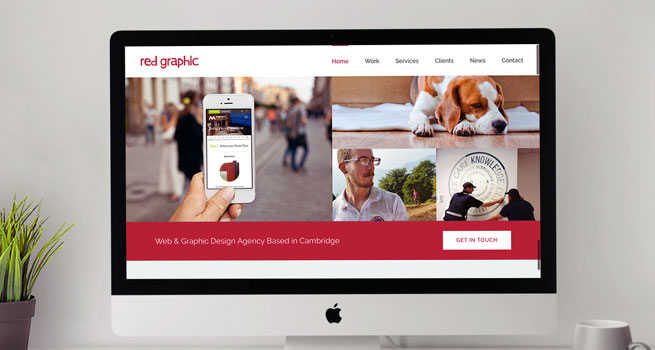 red graphic
Home Work Services Clients News Contact
CARE KNOWLEDGE
Web & Graphic Design Agency Based in Cambridge
GET IN TOUCH